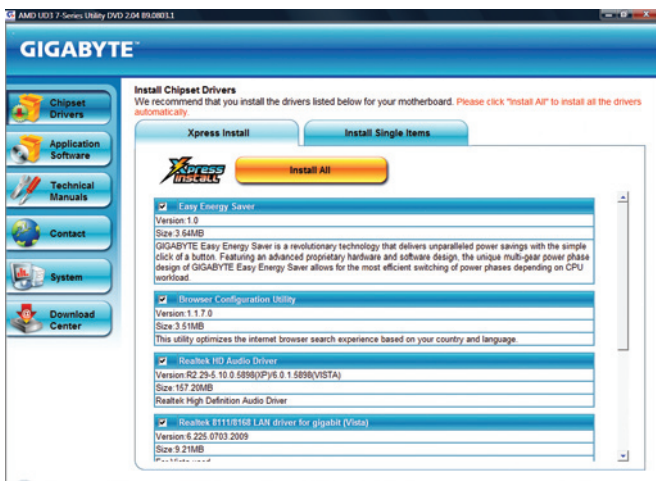 AMD UD3 7-Series Utility DVD 2.04 B9.0803.1
GIGABYTE™
Chipset
Drivers
Application
Software
Technical
Manuals
Contact
System
Download
Center
Install Chipset Drivers
We recommend that you install the drivers listed below for your motherboard. Please click "Install All" to install all the drivers
automatically.
Xpress Install
Install Single Items
Xpress
INSTALL
Install All
Easy Energy Saver
Version:1.0
Size:3.64MB
GIGABYTE Easy Energy Saver is a revolutionary technology that delivers unparalleled power savings with the simple
click of a button. Featuring an advanced proprietary hardware and software design, the unique multi-gear power phase
design of GIGABYTE Easy Energy Saver allows for the most efficient switching of power phases depending on CPU
workload.
Browser Configuration Utility
Version:1.1.7.0
Size:3.51MB
This utility optimizes the internet browser search experience based on your country and language.
Realtek HD Audio Driver
Version:R2.29-5.10.0.5898(XP)/6.0.1.5898(VISTA)
Size:157.20MB
Realtek High Definition Audio Driver
Realtek 8111/8168 LAN driver for gigabit (Vista)
Version:6.225.0703.2009
Size:9.21MB